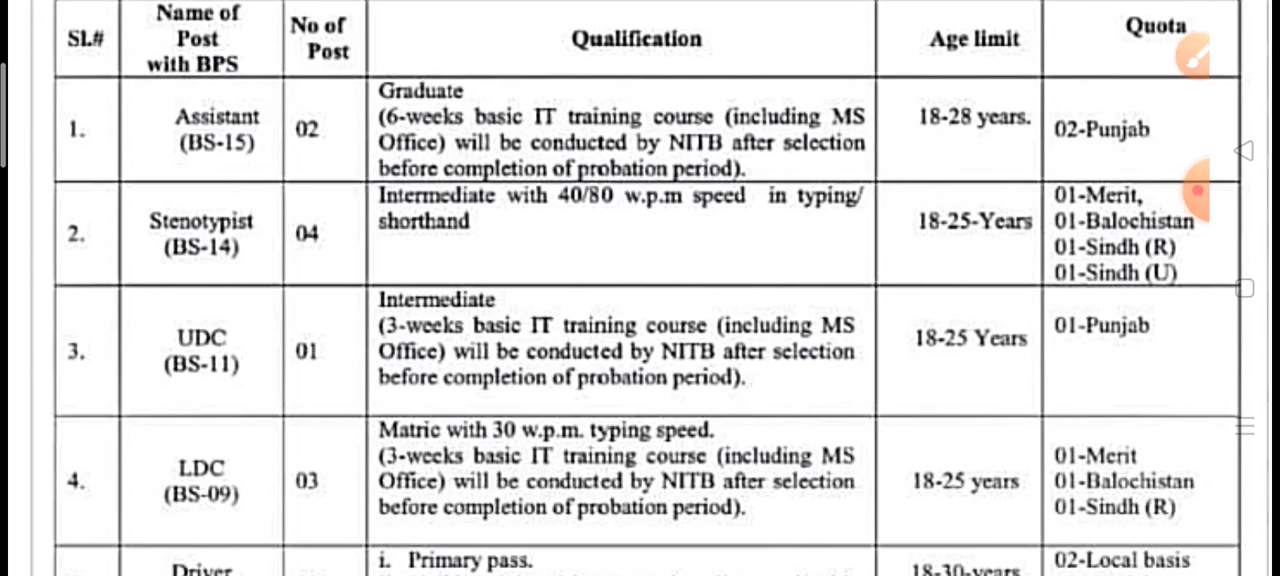 Sl.#
Name of
Post
with BPS
No of
Post
Qualification
Age limit
Quota
1.
Assistant
(BS-15)
02
Graduate
(6-weeks basic IT training course (including MS
Office) will be conducted by NITB after selection
before completion of probation period).
18-28 years.
02-Punjab
2.
Stenotypist
(BS-14)
04
Intermediate with 40/80 w.p.m speed in typing/
shorthand
18-25-Years
01-Merit,
01-Balochistan
01-Sindh (R)
01-Sindh (U)
3.
UDC
(BS-11)
01
Intermediate
(3-weeks basic IT training course (including MS
Office) will be conducted by NITB after selection
before completion of probation period).
18-25 Years
01-Punjab
4.
LDC
(BS-09)
03
Matric with 30 w.p.m. typing speed.
(3-weeks basic IT training course (including MS
Office) will be conducted by NITB after selection
before completion of probation period).
18-25 years
01-Merit
01-Balochistan
01-Sindh (R)
Driver
i. Primary pass.
18-30-years
02-Local basis